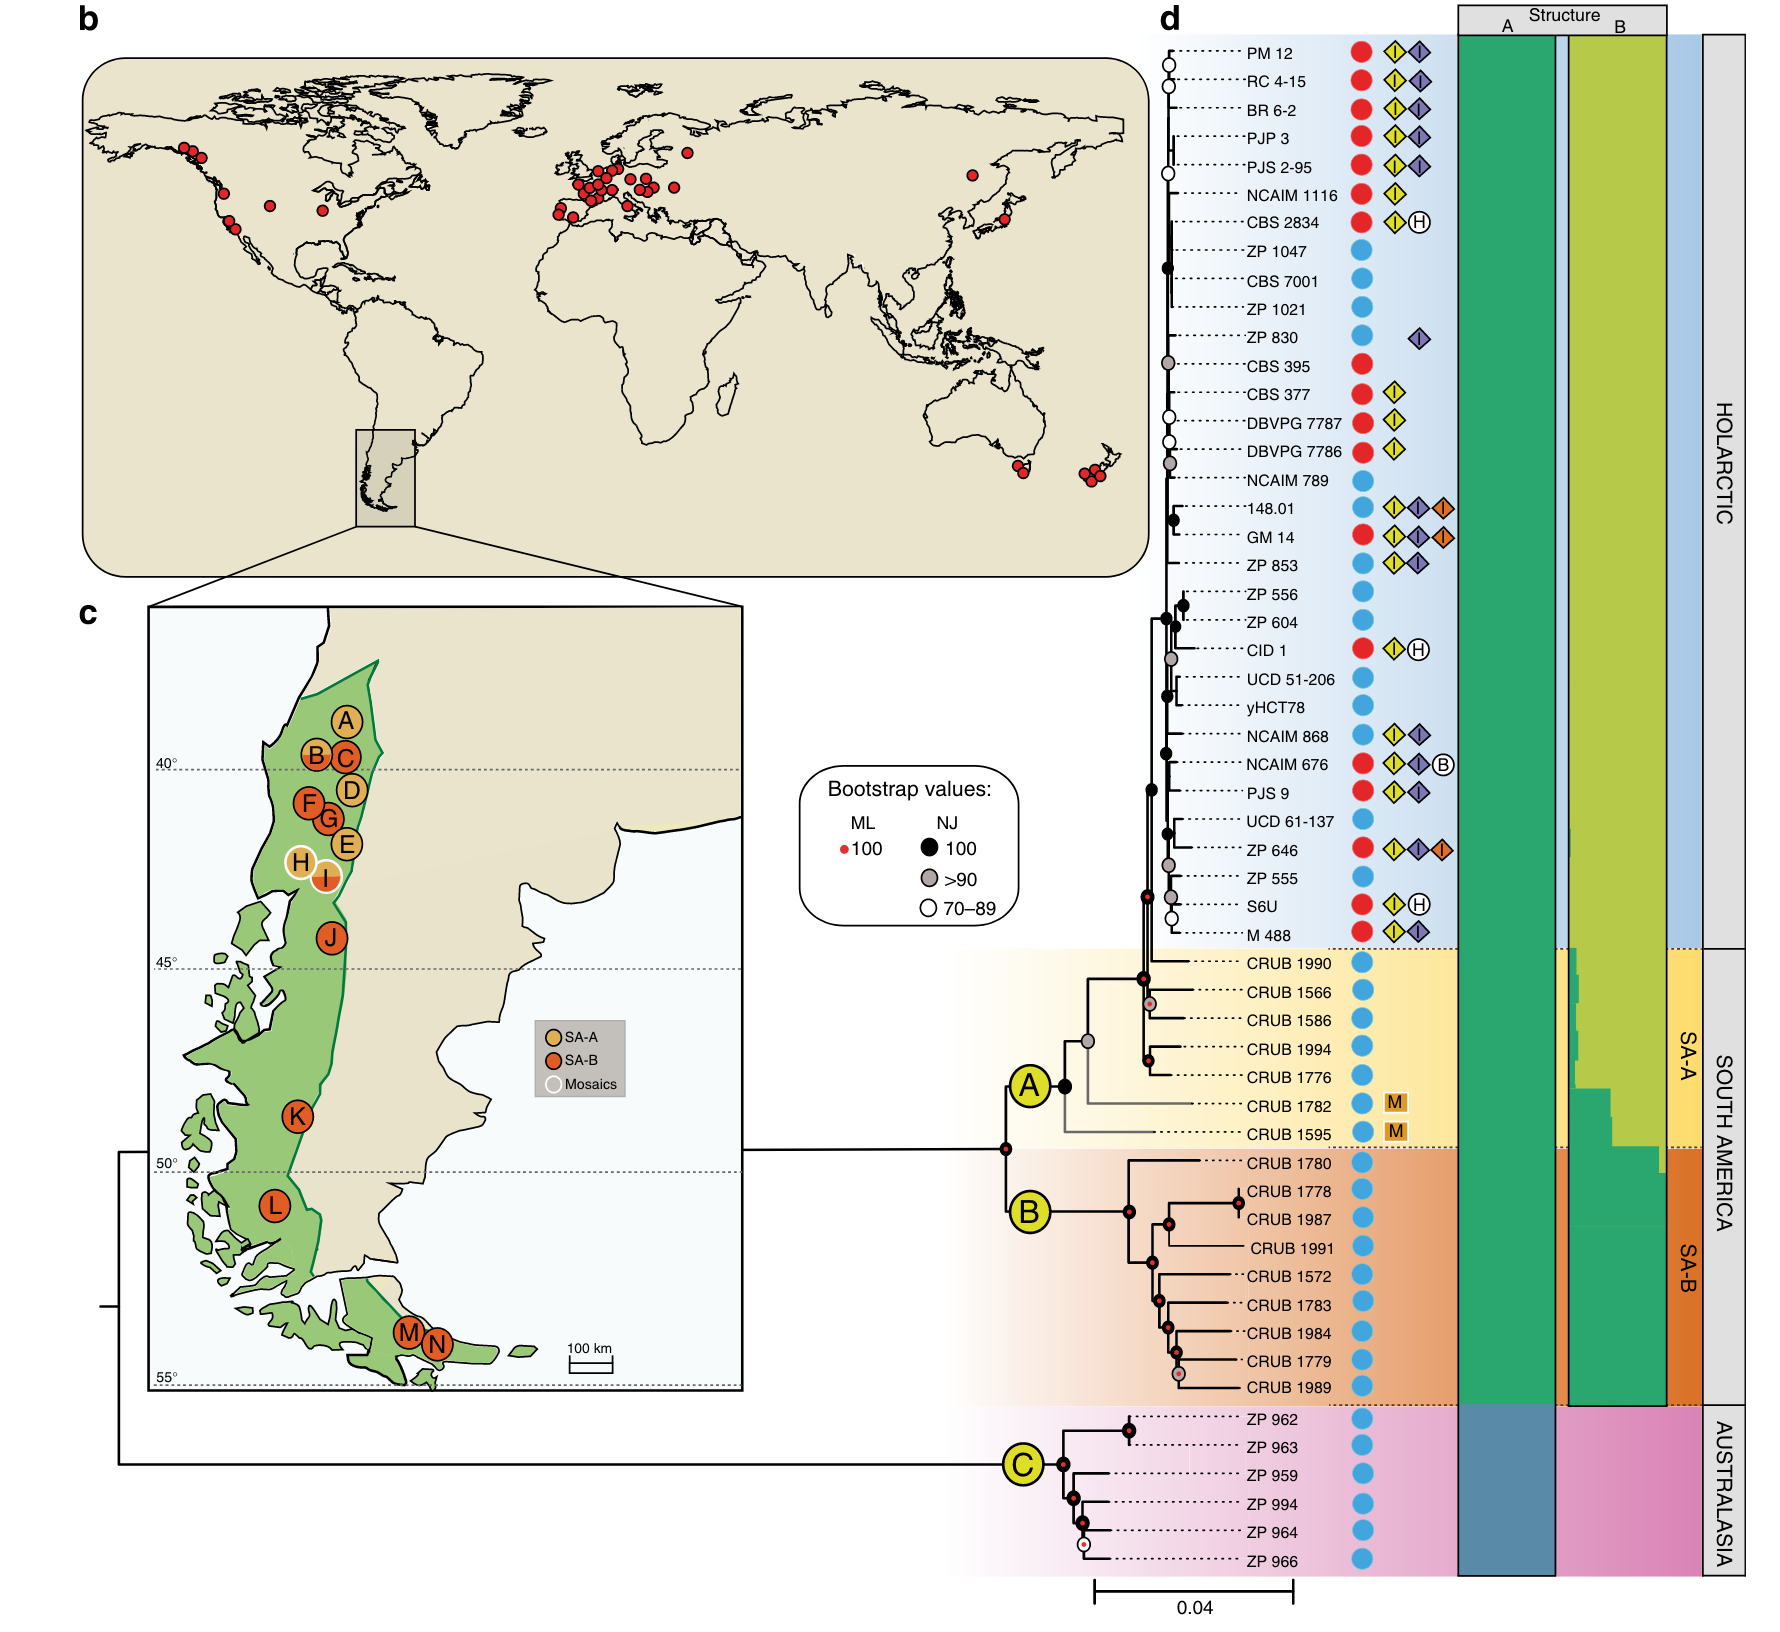 b
c
A
B
C
D
F
G
E
H
I
J
K
L
M
N
40°
45°
50°
55°
SA-A
SA-B
Mosaics
100 km
Bootstrap values:
ML
NJ
100
100
>90
70–89
d
Structure
A
B
PM 12 I I
RC 4-15 I I
BR 6-2 I I
PJP 3 I I
PJS 2-95 I I
NCAIM 1116 I
CBS 2834 I H
ZP 1047
CBS 7001
ZP 1021
ZP 830 I
CBS 395
CBS 377 I
DBVPG 7787 I
DBVPG 7786 I
NCAIM 789
148.01 I I I
GM 14 I I I
ZP 853 I I
ZP 556
ZP 604
CID 1 I H
UCD 51-206
yHCT78
NCAIM 868 I I
NCAIM 676 I I B
PJS 9 I I
UCD 61-137
ZP 646 I I I
ZP 555
S6U I H
M 488 I I
CRUB 1990
CRUB 1566
CRUB 1586
CRUB 1994
CRUB 1776
CRUB 1782 M
CRUB 1595 M
CRUB 1780
CRUB 1778
CRUB 1987
CRUB 1991
CRUB 1572
CRUB 1783
CRUB 1984
CRUB 1779
CRUB 1989
ZP 962
ZP 963
ZP 959
ZP 994
ZP 964
ZP 966
A
B
C
0.04
HOLARCTIC
SA-A
SA-B
SOUTH AMERICA
AUSTRALASIA